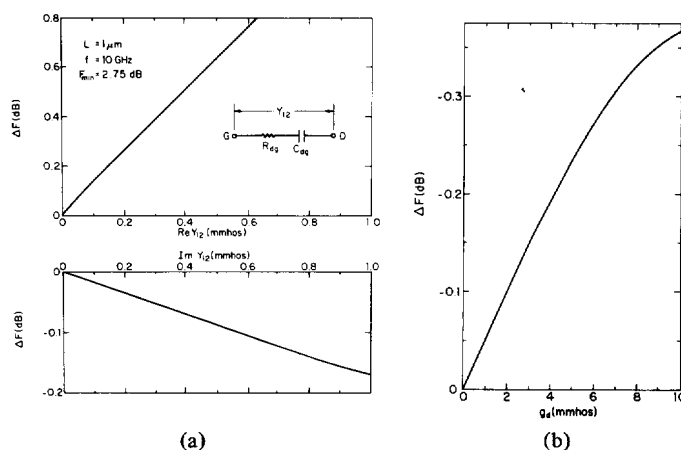 0.8
L = 1μm
f = 10 GHz
Fmin = 2.75 dB
0.6
ΔF(dB)
0.4
Y12
G
D
Rdg
Cdg
0.2
0
0 0.2 0.4 0.6 0.8 1.0
Re Y12 (mmhos)
Im Y12 (mmhos)
0 0.2 0.4 0.6 0.8 1.0
0
ΔF(dB)
-0.1
-0.2
(a)
-0.3
ΔF(dB)
-0.2
-0.1
0
0 2 4 6 8 10
gd (mmhos)
(b)